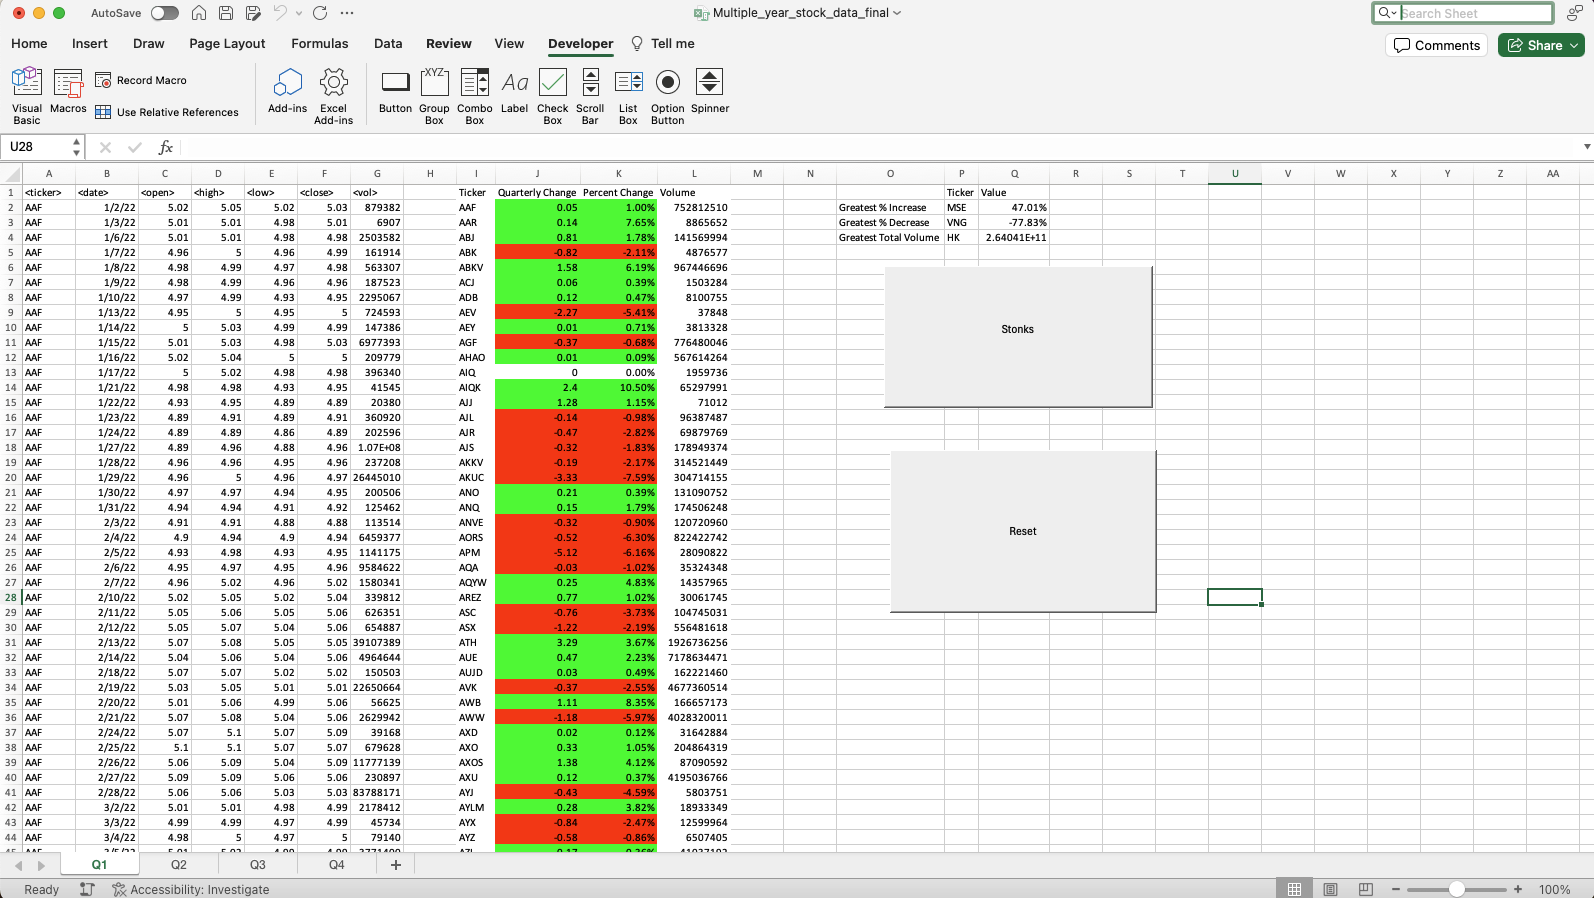 AutoSave
Multiple_year_stock_data_final
Search Sheet
Home Insert Draw Page Layout Formulas Data Review View Developer Tell me
Comments Share
Visual Basic Macros Record Macro Use Relative References Add-ins Excel Add-ins Button Group Box Combo Box Label Check Box Scroll Bar List Box Option Button Spinner
XYZ Aa
U28 fx
A B C D E F G H I J K L M N O P Q R S T U V W X Y Z AA
1 <ticker> <date> <open> <high> <low> <close> <vol> Ticker Quarterly Change Percent Change Volume Ticker Value
2 AAF 1/2/22 5.02 5.05 5.02 5.03 879382 AAF 0.05 1.00% 752812510 Greatest % Increase MSE 47.01%
3 AAF 1/3/22 5.01 5.01 4.98 5.01 6907 AAR 0.14 7.65% 8865652 Greatest % Decrease VNG -77.83%
4 AAF 1/6/22 5.01 5.01 4.98 4.98 2503582 ABJ 0.81 1.78% 141569994 Greatest Total Volume HK 2.64041E+11
5 AAF 1/7/22 4.96 5 4.96 4.99 161914 ABK -0.82 -2.11% 4876577
6 AAF 1/8/22 4.98 4.99 4.97 4.98 563307 ABKV 1.58 6.19% 967446696
7 AAF 1/9/22 4.98 4.99 4.96 4.96 187523 ACJ 0.06 0.39% 1503284
8 AAF 1/10/22 4.97 4.99 4.93 4.95 2295067 ADB 0.12 0.47% 8100755
9 AAF 1/13/22 4.95 5 4.95 5 724593 AEV -2.27 -5.41% 37848
10 AAF 1/14/22 5 5.03 4.99 4.99 147386 AEY 0.01 0.71% 3813328
11 AAF 1/15/22 5.01 5.03 4.98 5.03 6977393 AGF -0.37 -0.68% 776480046
12 AAF 1/16/22 5.02 5.04 5 5 209779 AHAO 0.01 0.09% 567614264
13 AAF 1/17/22 5 5.02 4.98 4.98 396340 AIQ 0 0.00% 1959736
14 AAF 1/21/22 4.98 4.98 4.93 4.95 41545 AIQK 2.4 10.50% 65297991
15 AAF 1/22/22 4.93 4.95 4.89 4.89 20380 AJJ 1.28 1.15% 71012
16 AAF 1/23/22 4.89 4.91 4.89 4.91 360920 AJL -0.14 -0.98% 96387487
17 AAF 1/24/22 4.89 4.89 4.86 4.89 202596 AJR -0.47 -2.82% 69879769
18 AAF 1/27/22 4.89 4.96 4.88 4.96 1.07E+08 AJS -0.32 -1.83% 178949374
19 AAF 1/28/22 4.96 4.96 4.95 4.96 237208 AKKV -0.19 -2.17% 314521449
20 AAF 1/29/22 4.96 5 4.96 4.97 26445010 AKUC -3.33 -7.59% 304714155
21 AAF 1/30/22 4.97 4.97 4.94 4.95 200506 ANO 0.21 0.39% 131090752
22 AAF 1/31/22 4.94 4.94 4.91 4.92 125462 ANQ 0.15 1.79% 174506248
23 AAF 2/3/22 4.91 4.91 4.88 4.88 113514 ANVE -0.32 -0.90% 120720960
24 AAF 2/4/22 4.9 4.94 4.9 4.94 6459377 AORS -0.52 -6.30% 822422742
25 AAF 2/5/22 4.93 4.98 4.93 4.95 1141175 APM -5.12 -6.16% 28090822
26 AAF 2/6/22 4.95 4.97 4.95 4.96 9584622 AQA -0.03 -1.02% 35324348
27 AAF 2/7/22 4.96 5.02 4.96 5.02 1580341 AQYW 0.25 4.83% 14357965
28 AAF 2/10/22 5.02 5.06 5.02 5.04 339812 AREZ 0.77 1.02% 30061745
29 AAF 2/11/22 5.05 5.06 5.05 5.06 626351 ASC -0.76 -3.73% 104745031
30 AAF 2/12/22 5.05 5.07 5.04 5.06 654887 ASX -1.22 -2.19% 556481618
31 AAF 2/13/22 5.07 5.08 5.05 5.05 39107389 ATH 3.29 3.67% 1926736256
32 AAF 2/14/22 5.04 5.06 5.04 5.06 4964644 AUE 0.47 2.23% 7178634471
33 AAF 2/18/22 5.07 5.07 5.02 5.02 150503 AUJD 0.03 0.49% 162221460
34 AAF 2/19/22 5.03 5.05 5.01 5.01 22650664 AVK -0.37 -2.55% 4677360514
35 AAF 2/20/22 5.01 5.06 4.99 5.06 56625 AWB 1.11 8.35% 166657173
36 AAF 2/21/22 5.07 5.08 5.04 5.06 2629942 AWW -1.18 -5.97% 4028320011
37 AAF 2/24/22 5.07 5.1 5.07 5.09 39168 AXD 0.02 0.12% 31642884
38 AAF 2/25/22 5.1 5.1 5.07 5.07 679628 AXO 0.33 1.05% 204864319
39 AAF 2/26/22 5.06 5.09 5.04 5.09 11777139 AXOS 1.38 4.12% 87090592
40 AAF 2/27/22 5.09 5.09 5.06 5.06 230897 AXU 0.12 0.37% 4195036766
41 AAF 2/28/22 5.06 5.06 5.03 5.03 83788171 AYJ -0.43 -4.59% 5803751
42 AAF 3/2/22 5.01 5.01 4.98 4.99 2178412 AYLM 0.28 3.82% 18933349
43 AAF 3/3/22 4.99 4.99 4.97 4.99 45734 AYX -0.84 -2.47% 12599964
44 AAF 3/4/22 4.98 5 4.97 5 79140 AYZ -0.58 -0.86% 6507405
Stonks
Reset
Q1 Q2 Q3 Q4
Ready Accessibility: Investigate 100%